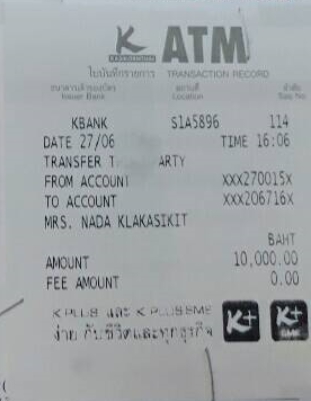 K ATM
KASIKORNTHAI
ใบบันทึกรายการ TRANSACTION RECORD
ธนาคารเจ้าของบัตร สถานที่ ลำดับ
Issuer Bank Location Seq No
KBANK S1A5896 114
DATE 27/06 TIME 16:06
TRANSFER T ARTY
FROM ACCOUNT XXX270015X
TO ACCOUNT XXX206716X
MRS. NADA KLAKASIKIT
BAHT
AMOUNT 10,000.00
FEE AMOUNT 0.00
K PLUS และ K PLUS SME K+ K+
ง่าย กับชีวิตและทุกธุรกิจ SME